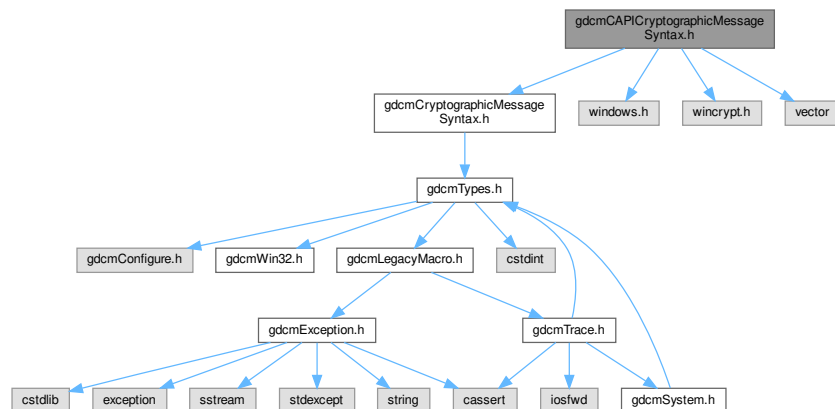 gdcmCAPICryptographicMessage
Syntax.h
gdcmCryptographicMessage
Syntax.h
windows.h
wincrypt.h
vector
gdcmTypes.h
gdcmConfigure.h
gdcmWin32.h
gdcmLegacyMacro.h
cstdint
gdcmException.h
gdcmTrace.h
cstdlib
exception
sstream
stdexcept
string
cassert
iosfwd
gdcmSystem.h